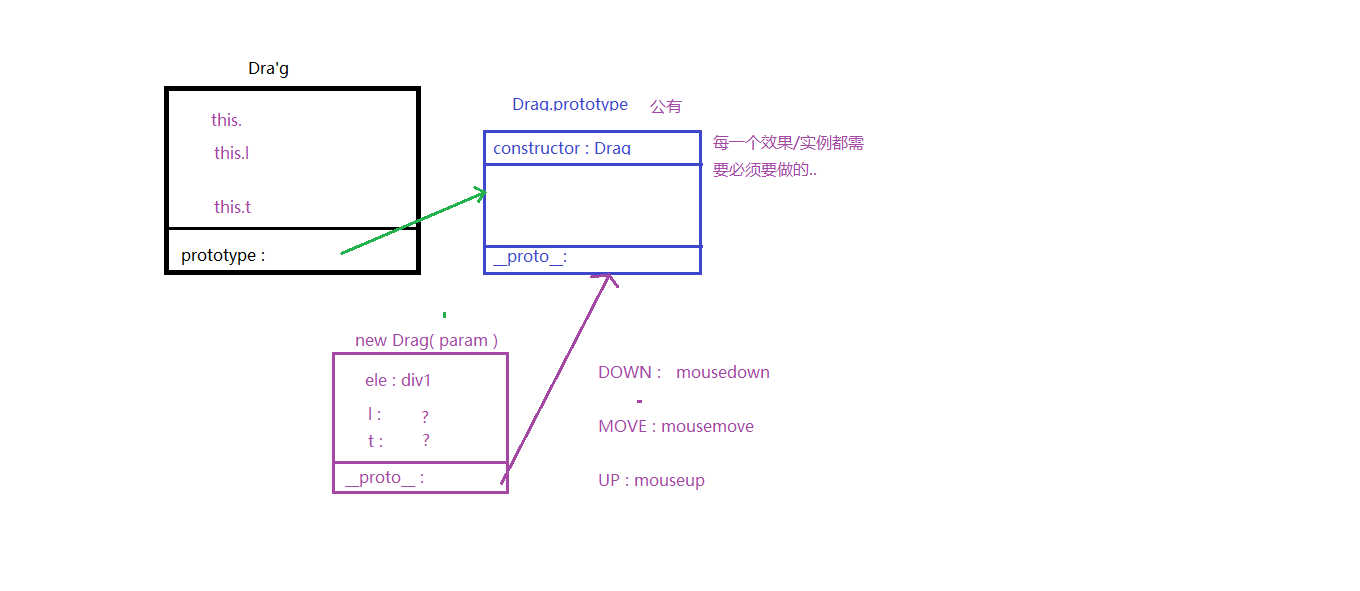 Dra'g
this.
this.l
this.t
prototype :
Drag.prototype 公有
constructor : Drag
__proto__:
每一个效果/实例都需
要必须要做的..
new Drag( param )
ele : div1
l : ?
t : ?
__proto__ :
DOWN : mousedown
MOVE : mousemove
UP : mouseup